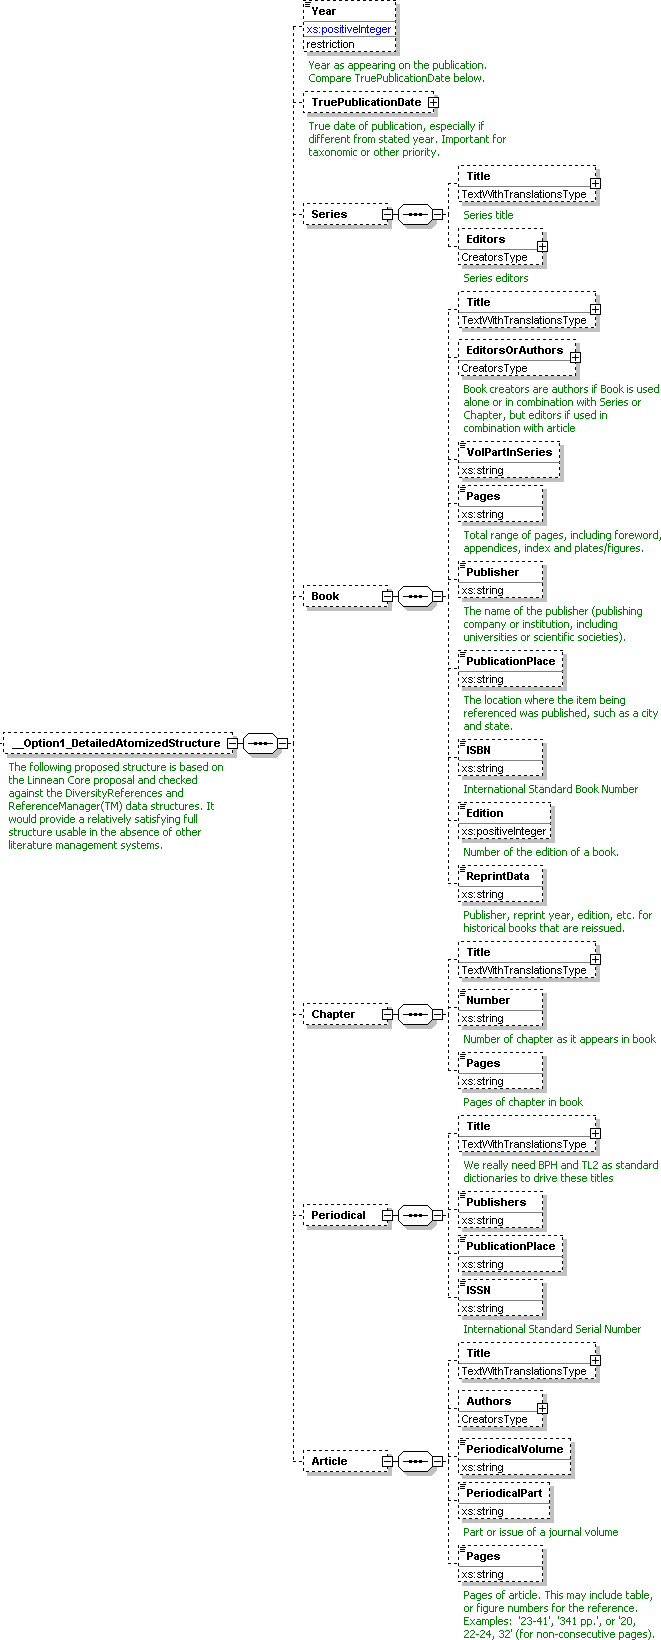 Year
xs:positiveInteger
restriction
Year as appearing on the publication.
Compare TruePublicationDate below.
TruePublicationDate
True date of publication, especially if
different from stated year. Important for
taxonomic or other priority.
Series
Title
TextWithTranslationsType
Series title
Editors
CreatorsType
Series editors
Book
Title
TextWithTranslationsType
EditorsOrAuthors
CreatorsType
Book creators are authors if Book is used
alone or in combination with Series or
Chapter, but editors if used in
combination with article
VolPartInSeries
xs:string
Pages
xs:string
Total range of pages, including foreword,
appendices, index and plates/figures.
Publisher
xs:string
The name of the publisher (publishing
company or institution, including
universities or scientific societies).
PublicationPlace
xs:string
The location where the item being
referenced was published, such as a city
and state.
ISBN
xs:string
International Standard Book Number
Edition
xs:positiveInteger
Number of the edition of a book.
ReprintData
xs:string
Publisher, reprint year, edition, etc. for
historical books that are reissued.
__Option1_DetailedAtomizedStructure
The following proposed structure is based on
the Linnean Core proposal and checked
against the DiversityReferences and
ReferenceManager(TM) data structures. It
would provide a relatively satisfying full
structure usable in the absence of other
literature management systems.
Chapter
Title
TextWithTranslationsType
Number
xs:string
Number of chapter as it appears in book
Pages
xs:string
Pages of chapter in book
Periodical
Title
TextWithTranslationsType
We really need BPH and TL2 as standard
dictionaries to drive these titles
Publishers
xs:string
PublicationPlace
xs:string
ISSN
xs:string
International Standard Serial Number
Article
Title
TextWithTranslationsType
Authors
CreatorsType
PeriodicalVolume
xs:string
PeriodicalPart
xs:string
Part or issue of a journal volume
Pages
xs:string
Pages of article. This may include table,
or figure numbers for the reference.
Examples:  '23-41', '341 pp.', or '20,
22-24, 32' (for non-consecutive pages).